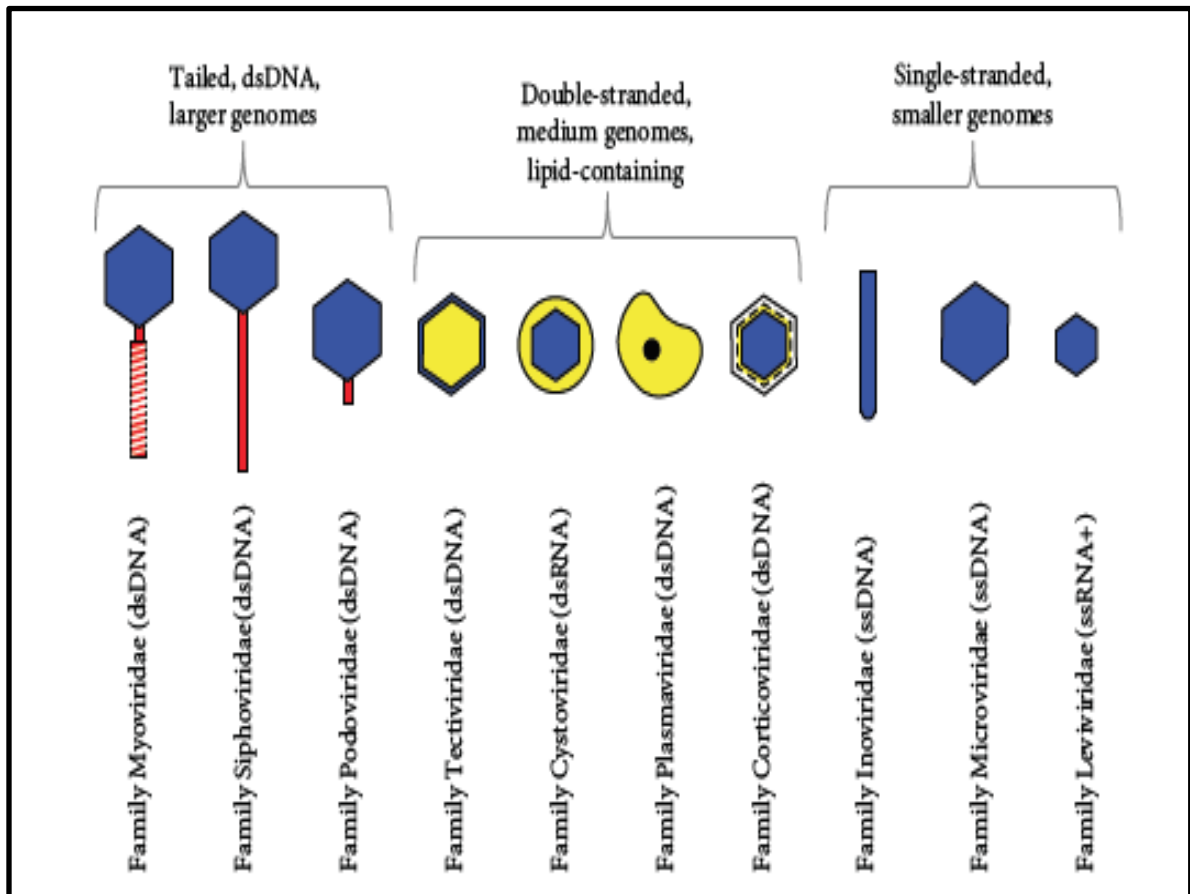 Tailed, dsDNA,
larger genomes
Double-stranded,
medium genomes,
lipid-containing
Single-stranded,
smaller genomes
Family Myoviridae (dsDNA)
Family Siphoviridae(dsDNA)
Family Podoviridae(dsDNA)
Family Tectiviridae (dsDNA)
Family Cystoviridae (dsRNA)
Family Plasmaviridae (dsDNA)
Family Corticoviridae (dsDNA)
Family Inoviridae (ssDNA)
Family Microviridae (ssDNA)
Family Leviviridae (ssRNA+)